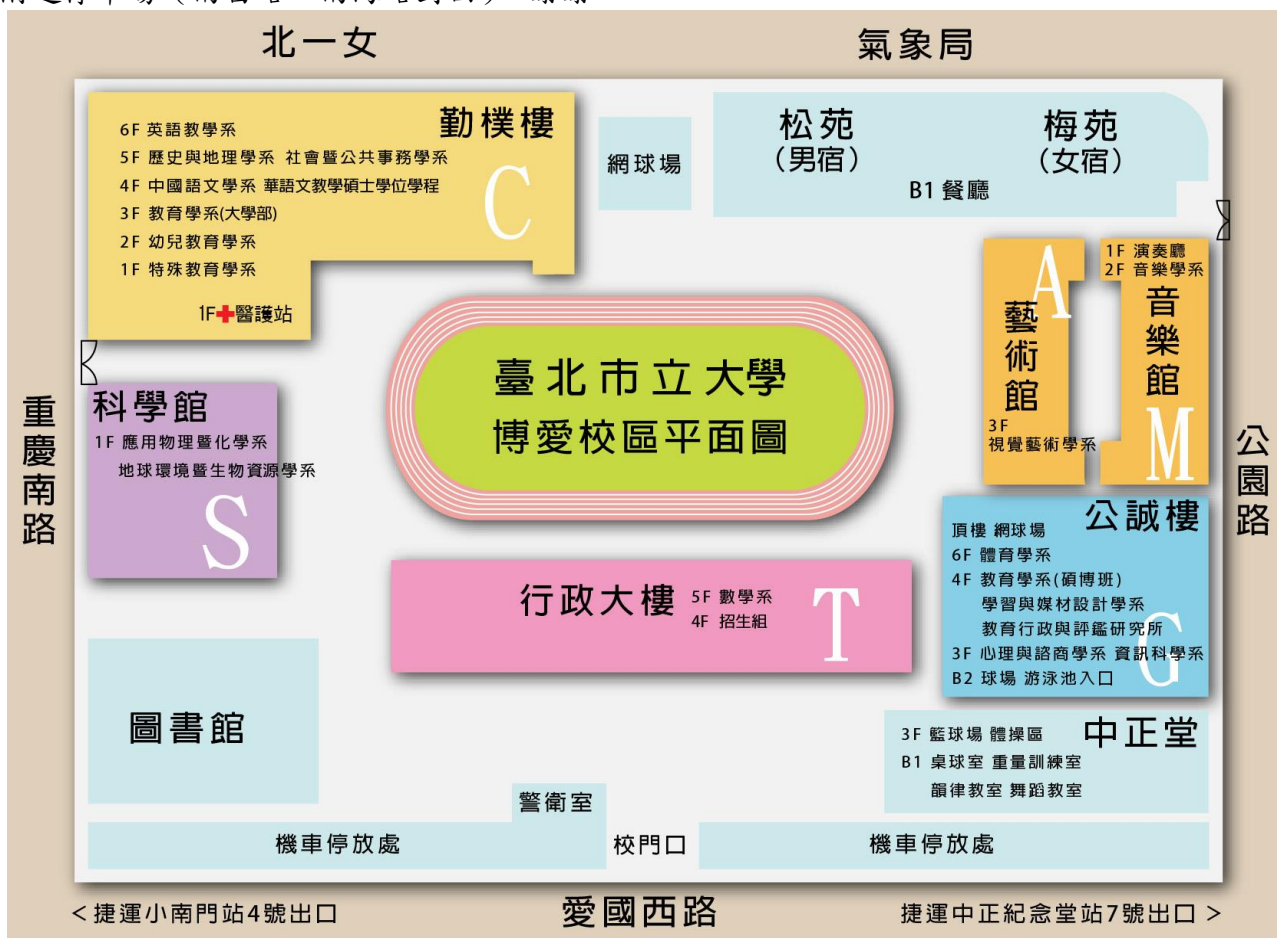 北一女
氣象局
勤樸樓
6F 英語教學系
5F 歷史與地理學系 社會暨公共事務學系
4F 中國語文學系 華語文教學碩士學位學程
3F 教育學系(大學部)
2F 幼兒教育學系
1F 特殊教育學系
1F 醫護站
C
網球場
松苑
(男宿)
梅苑
(女宿)
B1 餐廳
A
藝術館
3F
視覺藝術學系
1F 演奏廳
2F 音樂學系
音樂館
M
臺北市立大學
博愛校區平面圖
重慶南路
科學館
1F 應用物理暨化學系
地球環境暨生物資源學系
S
公園路
公誠樓
頂樓 網球場
6F 體育學系
4F 教育學系(碩博班)
學習與媒材設計學系
教育行政與評鑑研究所
3F 心理與諮商學系 資訊科學系
B2 球場 游泳池入口
G
行政大樓
5F 數學系
4F 招生組
T
圖書館
中正堂
3F 籃球場 體操區
B1 桌球室 重量訓練室
韻律教室 舞蹈教室
警衛室
機車停放處
校門口
機車停放處
<捷運小南門站4號出口
愛國西路
捷運中正紀念堂站7號出口 >